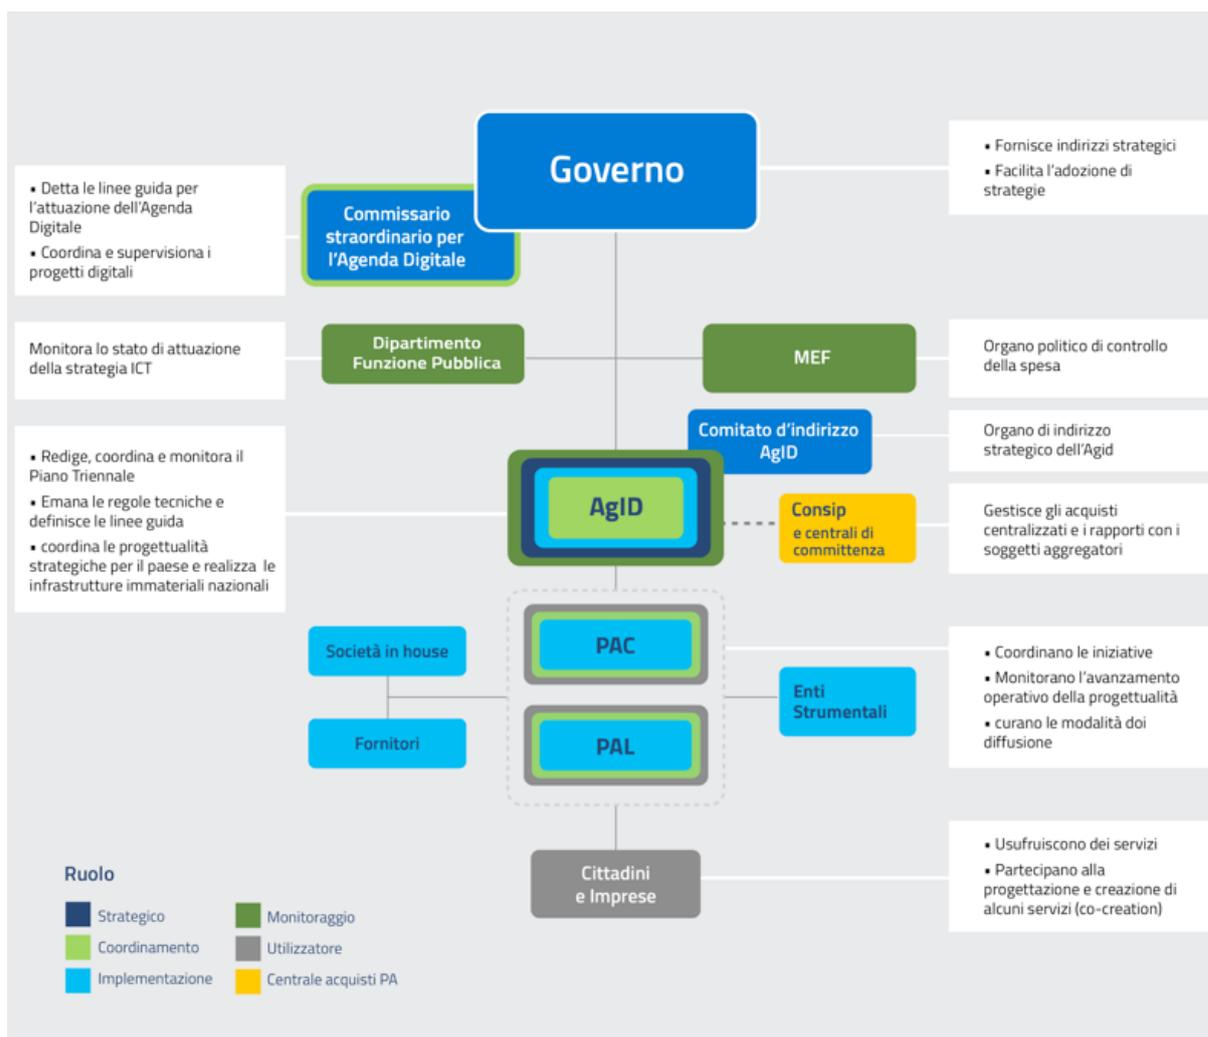 Governo
▪ Fornisce indirizzi strategici
▪ Facilita l'adozione di
strategie
▪ Detta le linee guida per
l'attuazione dell'Agenda
Digitale
▪ Coordina e supervisiona i
progetti digitali
Commissario
straordinario per
l'Agenda Digitale
Monitora lo stato di attuazione
della strategia ICT
Dipartimento
Funzione Pubblica
MEF
Organo politico di controllo
della spesa
Comitato d'indirizzo
AgID
Organo di indirizzo
strategico dell'Agid
▪ Redige, coordina e monitora il
Piano Triennale
▪ Emana le regole tecniche e
definisce le linee guida
▪ coordina le progettualità
strategiche per il paese e realizza le
infrastrutture immateriali nazionali
AgID
Consip
e centrali di
committenza
Gestisce gli acquisti
centralizzati e i rapporti con i
soggetti aggregatori
Società in house
Fornitori
PAC
PAL
Enti
Strumentali
▪ Coordinano le iniziative
▪ Monitorano l'avanzamento
operativo della progettualità
▪ curano le modalità doi
diffusione
Cittadini
e Imprese
▪ Usufruiscono dei servizi
▪ Partecipano alla
progettazione e creazione di
alcuni servizi (co-creation)
Ruolo
Strategico
Coordinamento
Implementazione
Monitoraggio
Utilizzatore
Centrale acquisti PA